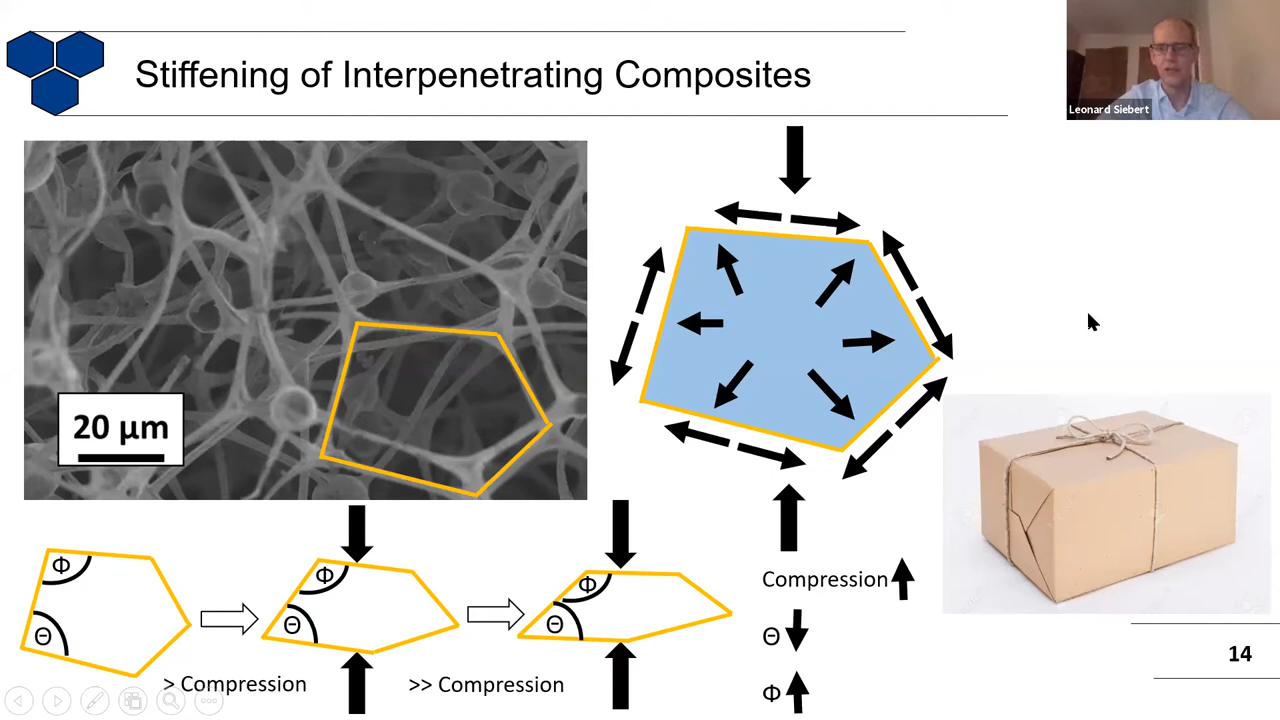 Stiffening of Interpenetrating Composites
Leonard Siebert
20 µm
Φ
Θ
> Compression
Φ
Θ
>> Compression
Φ
Θ
Compression
Θ
Φ
14